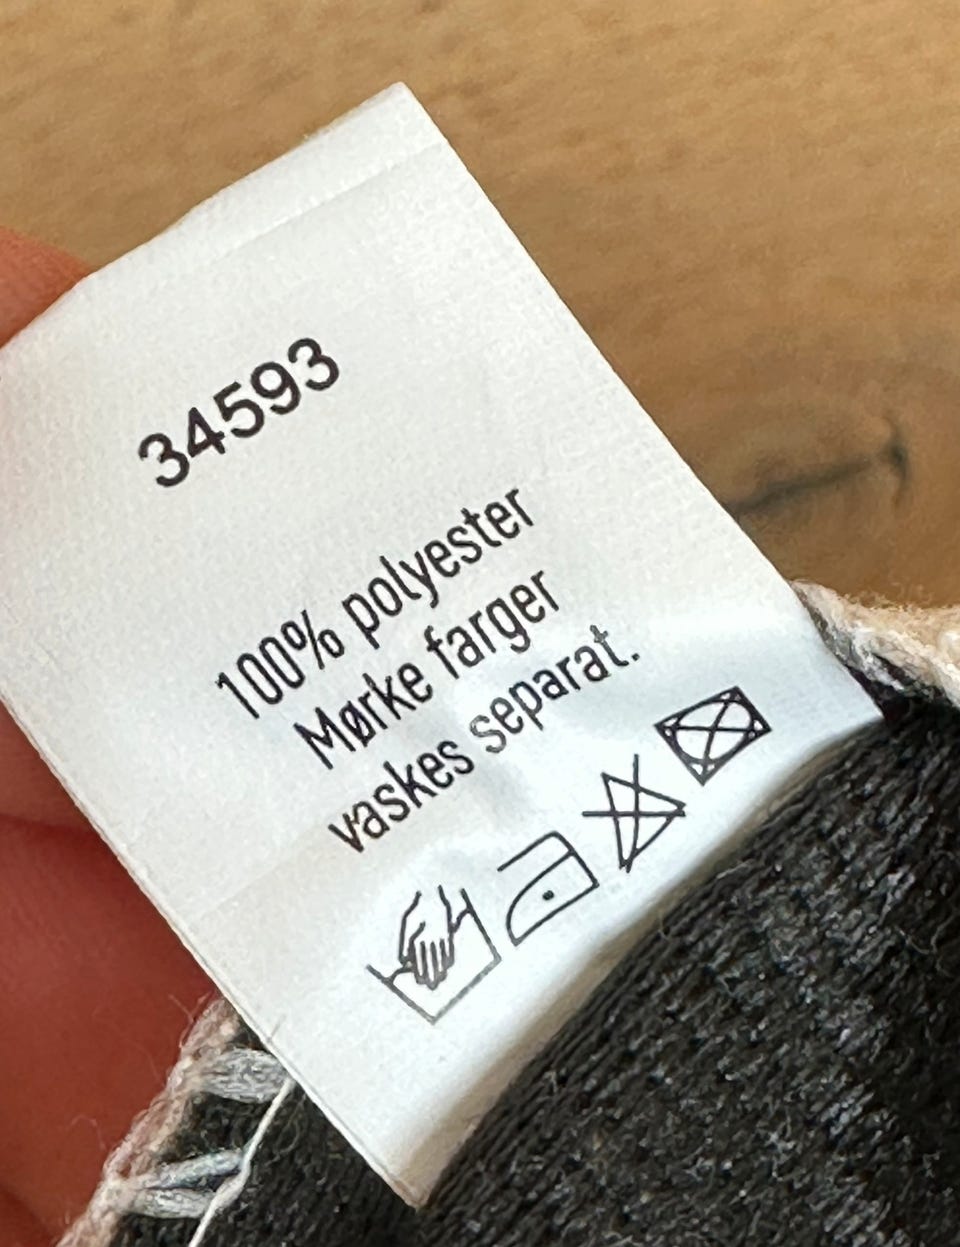 34593
100% polyester
Mørke farger
vaskes separat.